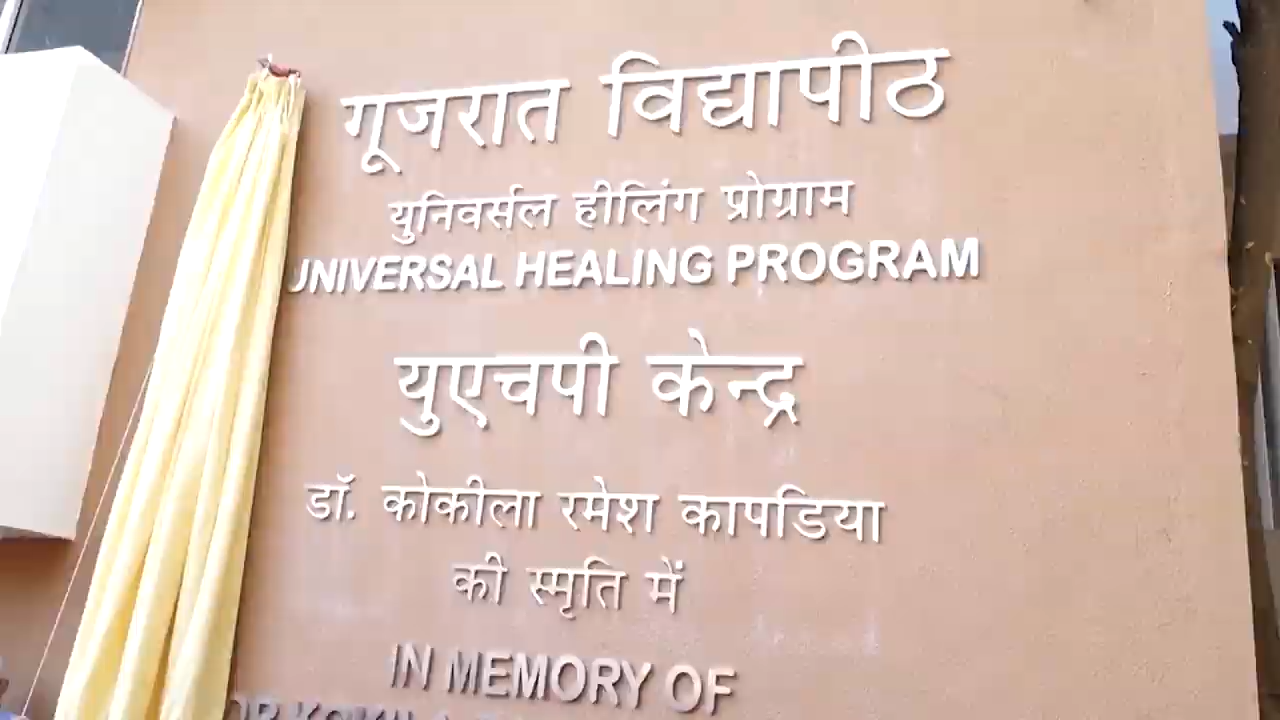 गूजरात विद्यापीठ
युनिवर्सल हीलिंग प्रोग्राम
UNIVERSAL HEALING PROGRAM
युएचपी केन्द्र
डॉ. कोकीला रमेश कापडिया
की स्मृति में
IN MEMORY OF